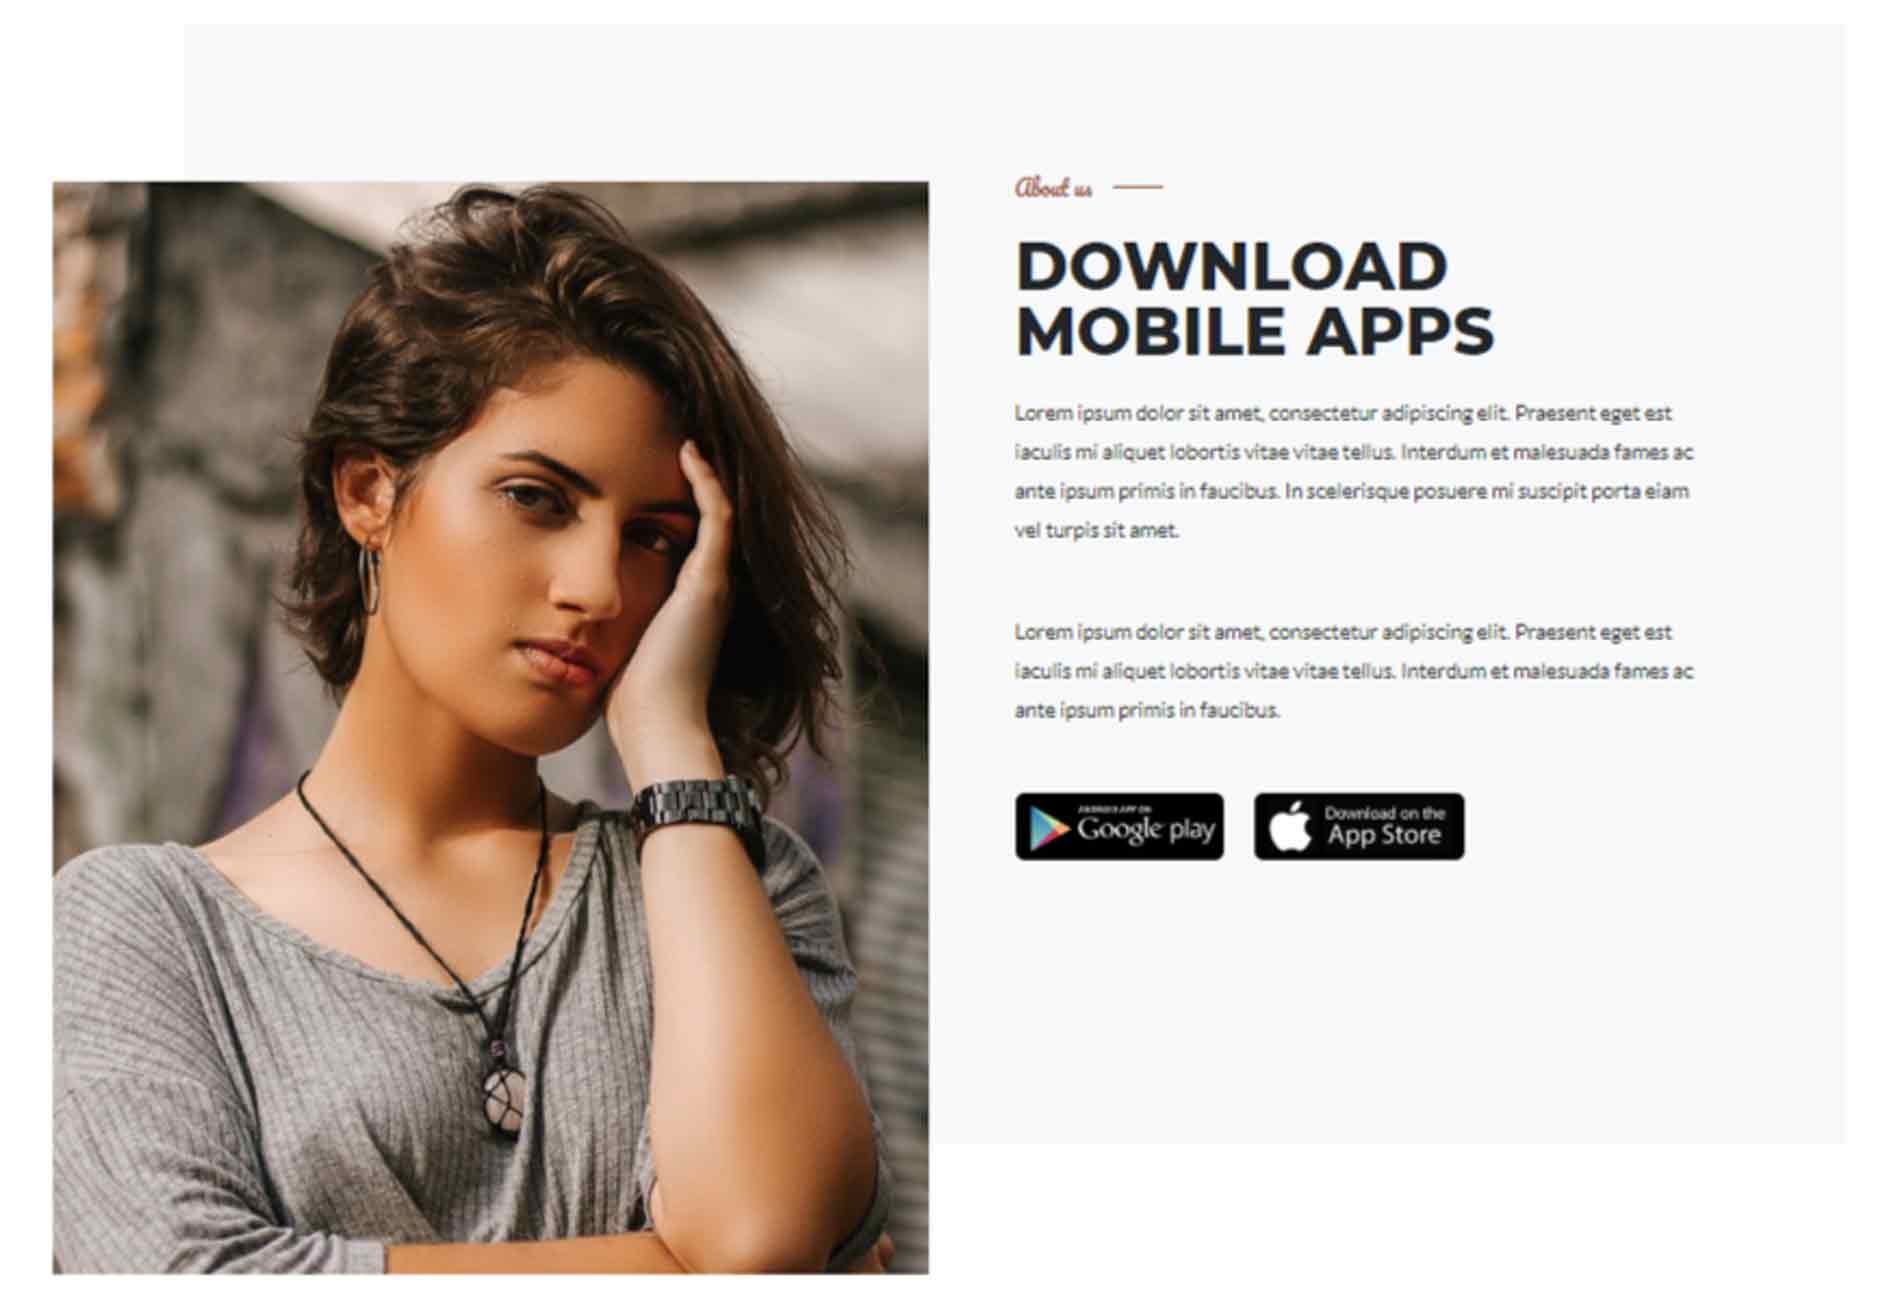 About us
DOWNLOAD
MOBILE APPS
Lorem ipsum dolor sit amet, consectetur adipiscing elit. Praesent eget est
iaculis mi aliquet lobortis vitae vitae tellus. Interdum et malesuada fames ac
ante ipsum primis in faucibus. In scelerisque posuere mi suscipit porta eiam
vel turpis sit amet.
Lorem ipsum dolor sit amet, consectetur adipiscing elit. Praesent eget est
iaculis mi aliquet lobortis vitae vitae tellus. Interdum et malesuada fames ac
ante ipsum primis in faucibus.
ANDROID APP ON
Google play
Download on the
App Store